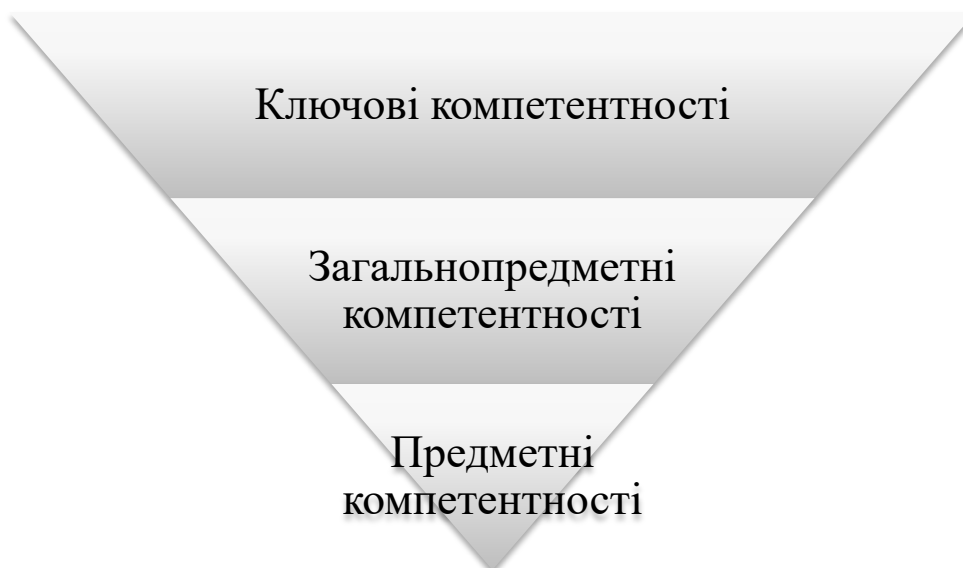 Ключові компетентності
Загальнопредметні
компетентності
Предметні
компетентності